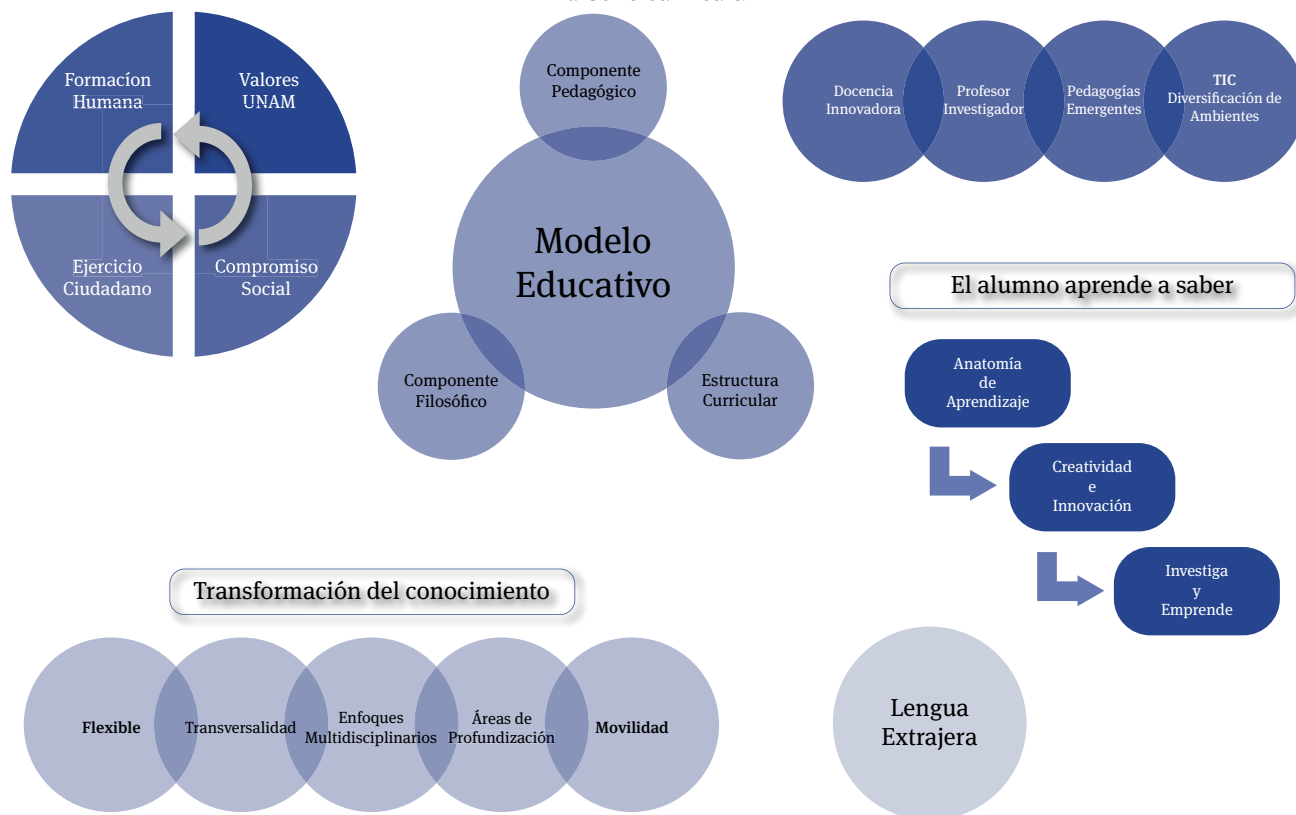 Formacíon
Humana
Valores
UNAM
Ejercicio
Ciudadano
Compromiso
Social
Componente
Pedagógico
Modelo
Educativo
Componente
Filosófico
Estructura
Curricular
Docencia
Innovadora
Profesor
Investigador
Pedagogías
Emergentes
TIC
Diversificación de
Ambientes
El alumno aprende a saber
Anatomía
de
Aprendizaje
Creatividad
e
Innovación
Investiga
y
Emprende
Transformación del conocimiento
Flexible
Transversalidad
Enfoques
Multidisciplinarios
Áreas de
Profundización
Movilidad
Lengua
Extrajera